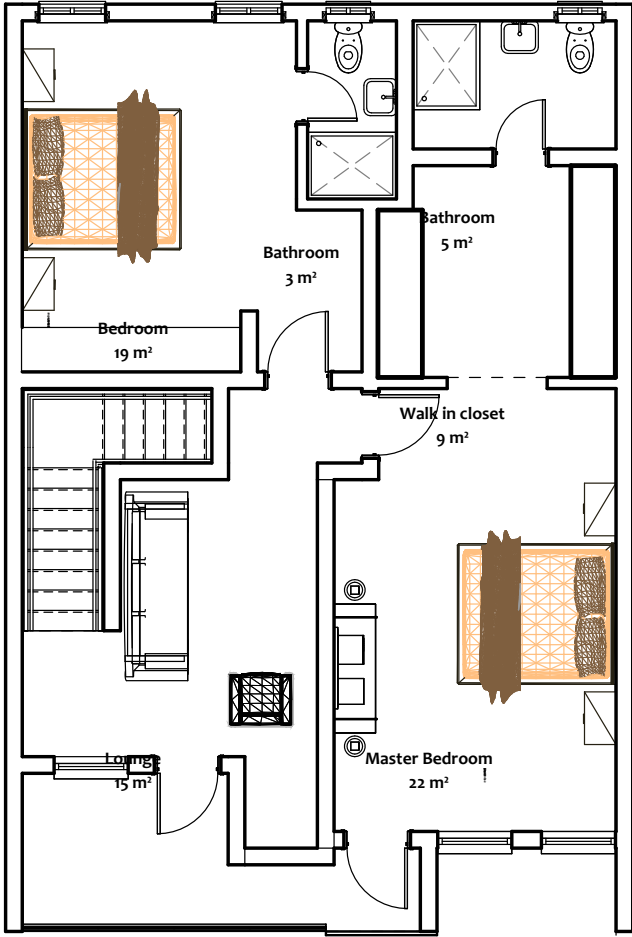 Bathroom
5 m²
Bathroom
3 m²
Bedroom
19 m²
Walk in closet
9 m²
Lounge
15 m²
Master Bedroom
22 m²